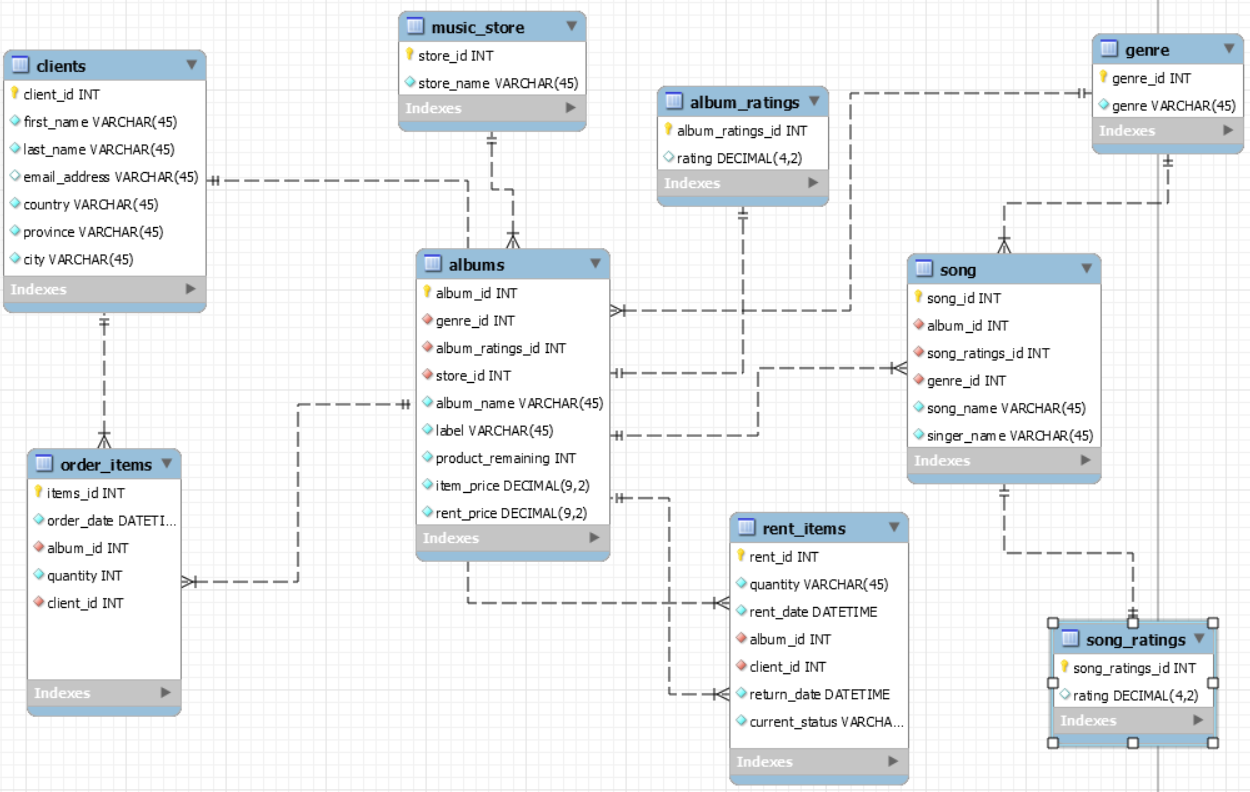 clients
client_id INT
first_name VARCHAR(45)
last_name VARCHAR(45)
email_address VARCHAR(45)
country VARCHAR(45)
province VARCHAR(45)
city VARCHAR(45)
Indexes
music_store
store_id INT
store_name VARCHAR(45)
Indexes
album_ratings
album_ratings_id INT
rating DECIMAL(4,2)
Indexes
genre
genre_id INT
genre VARCHAR(45)
Indexes
albums
album_id INT
genre_id INT
album_ratings_id INT
store_id INT
album_name VARCHAR(45)
label VARCHAR(45)
product_remaining INT
item_price DECIMAL(9,2)
rent_price DECIMAL(9,2)
Indexes
song
song_id INT
album_id INT
song_ratings_id INT
genre_id INT
song_name VARCHAR(45)
singer_name VARCHAR(45)
Indexes
order_items
items_id INT
order_date DATETI...
album_id INT
quantity INT
client_id INT
Indexes
rent_items
rent_id INT
quantity VARCHAR(45)
rent_date DATETIME
album_id INT
client_id INT
return_date DATETIME
current_status VARCHA...
Indexes
song_ratings
song_ratings_id INT
rating DECIMAL(4,2)
Indexes